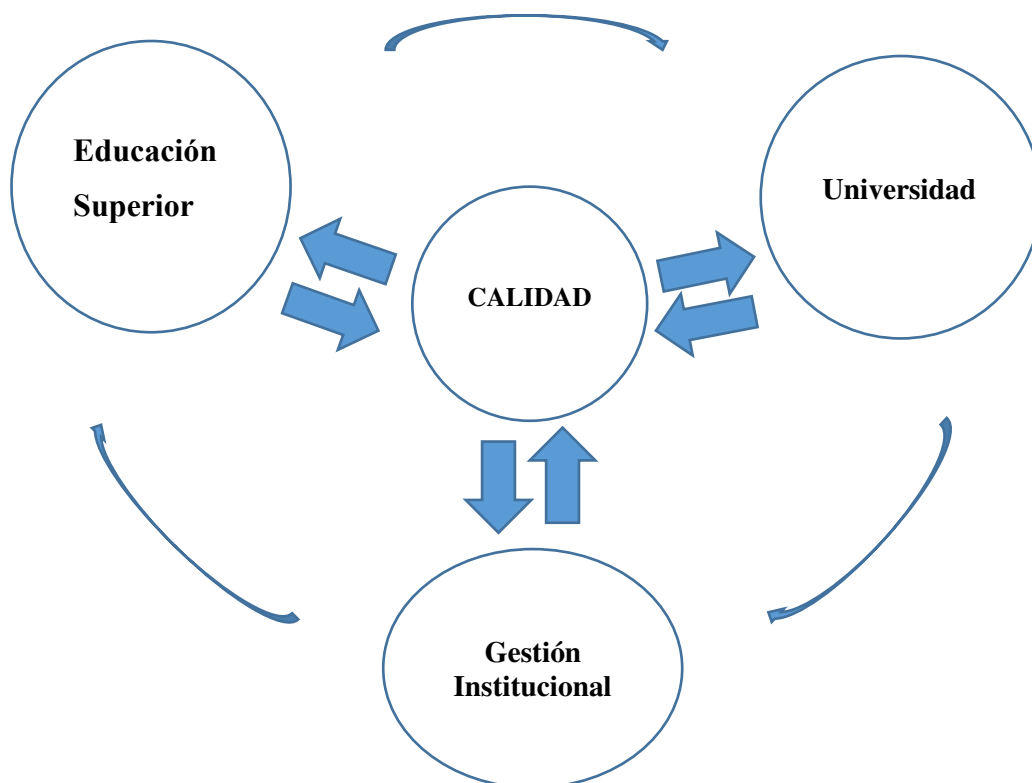 Educación
Superior
Universidad
CALIDAD
Gestión
Institucional